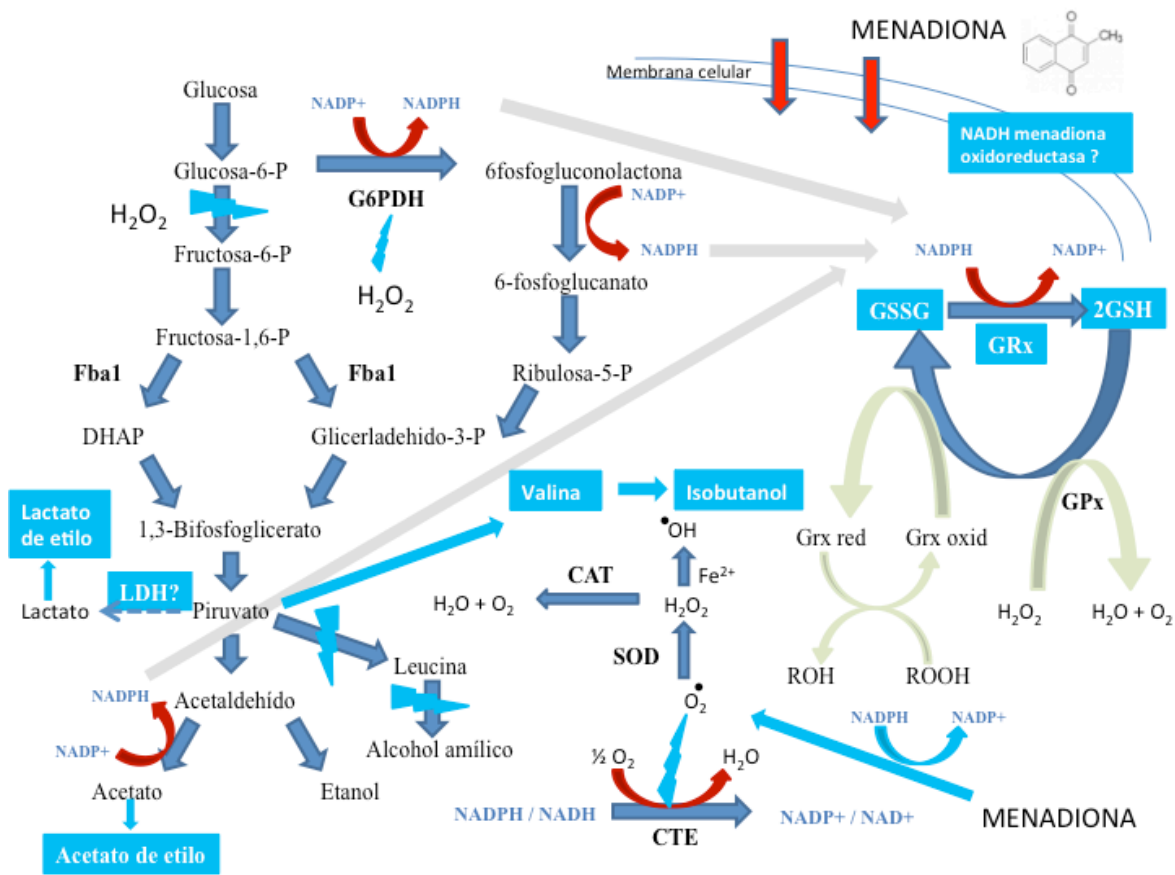 MENADIONA
O
CH₃
O
Membrana celular
NADH menadiona
oxidoreductasa ?
Glucosa
NADP+
NADPH
Glucosa-6-P
G6PDH
6fosfogluconolactona
H₂O₂
NADP+
NADPH
Fructosa-6-P
H₂O₂
6-fosfoglucanato
NADPH
NADP+
GSSG
2GSH
GRx
Fructosa-1,6-P
Fba1
Fba1
Ribulosa-5-P
DHAP
Glicerladehido-3-P
Valina
Isobutanol
GPx
Lactato
de etilo
1,3-Bifosfoglicerato
•OH
Grx red
Grx oxid
CAT
Fe²⁺
LDH?
Lactato
Piruvato
H₂O + O₂
H₂O₂
H₂O₂
H₂O + O₂
SOD
Leucina
ROH
ROOH
NADPH
Acetaldehído
•
O₂
NADPH
NADP+
NADP+
Alcohol amílico
½ O₂
H₂O
Acetato
Etanol
NADPH / NADH
NADP+ / NAD+
MENADIONA
CTE
Acetato de etilo